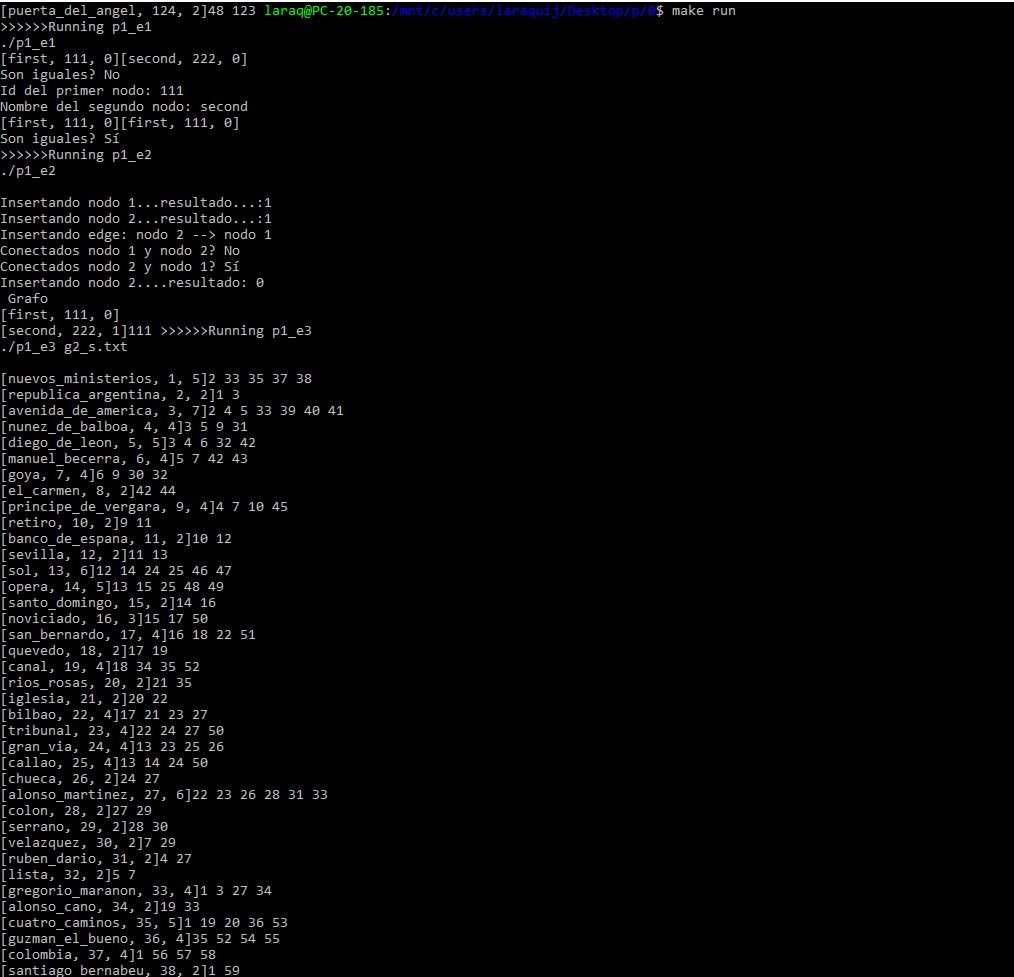 [puerta_del_angel, 124, 2]48 123 laraq@PC-20-185:/mnt/c/users/laraquij/Desktop/p/0$ make run
>>>>>>Running p1_e1
./p1_e1
[first, 111, 0][second, 222, 0]
Son iguales? No
Id del primer nodo: 111
Nombre del segundo nodo: second
[first, 111, 0][first, 111, 0]
Son iguales? Sí
>>>>>>Running p1_e2
./p1_e2
Insertando nodo 1...resultado...:1
Insertando nodo 2...resultado...:1
Insertando edge: nodo 2 --> nodo 1
Conectados nodo 1 y nodo 2? No
Conectados nodo 2 y nodo 1? Sí
Insertando nodo 2....resultado: 0
Grafo
[first, 111, 0]
[second, 222, 1]111 >>>>>>Running p1_e3
./p1_e3 g2_s.txt
[nuevos_ministerios, 1, 5]2 33 35 37 38
[republica_argentina, 2, 2]1 3
[avenida_de_america, 3, 7]2 4 5 33 39 40 41
[nunez_de_balboa, 4, 4]3 5 9 31
[diego_de_leon, 5, 5]3 4 6 32 42
[manuel_becerra, 6, 4]5 7 42 43
[goya, 7, 4]6 9 30 32
[el_carmen, 8, 2]42 44
[principe_de_vergara, 9, 4]4 7 10 45
[retiro, 10, 2]9 11
[banco_de_espana, 11, 2]10 12
[sevilla, 12, 2]11 13
[sol, 13, 6]12 14 24 25 46 47
[opera, 14, 5]13 15 25 48 49
[santo_domingo, 15, 2]14 16
[noviciado, 16, 3]15 17 50
[san_bernardo, 17, 4]16 18 22 51
[quevedo, 18, 2]17 19
[canal, 19, 4]18 34 35 52
[rios_rosas, 20, 2]21 35
[iglesia, 21, 2]20 22
[bilbao, 22, 4]17 21 23 27
[tribunal, 23, 4]22 24 27 50
[gran_via, 24, 4]13 23 25 26
[callao, 25, 4]13 14 24 50
[chueca, 26, 2]24 27
[alonso_martinez, 27, 6]22 23 26 28 31 33
[colon, 28, 2]27 29
[serrano, 29, 2]28 30
[velazquez, 30, 2]7 29
[ruben_dario, 31, 2]4 27
[lista, 32, 2]5 7
[gregorio_maranon, 33, 4]1 3 27 34
[alonso_cano, 34, 2]19 33
[cuatro_caminos, 35, 5]1 19 20 36 53
[guzman_el_bueno, 36, 4]35 52 54 55
[colombia, 37, 4]1 56 57 58
[santiago_bernabeu, 38, 2]1 59